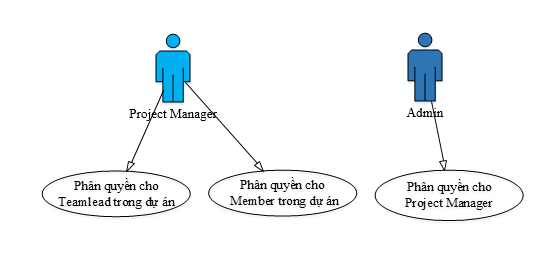 Project Manager
Admin
Phân quyền cho
Teamlead trong dự án
Phân quyền cho
Member trong dự án
Phân quyền cho
Project Manager